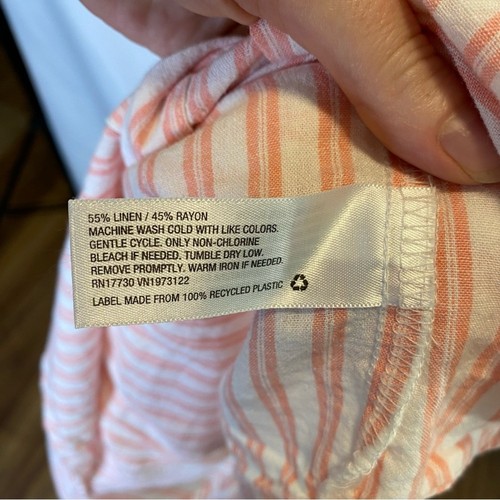 55% LINEN / 45% RAYON
MACHINE WASH COLD WITH LIKE COLORS.
GENTLE CYCLE. ONLY NON-CHLORINE
BLEACH IF NEEDED. TUMBLE DRY LOW.
REMOVE PROMPTLY. WARM IRON IF NEEDED.
RN17730 VN1973122
LABEL MADE FROM 100% RECYCLED PLASTIC